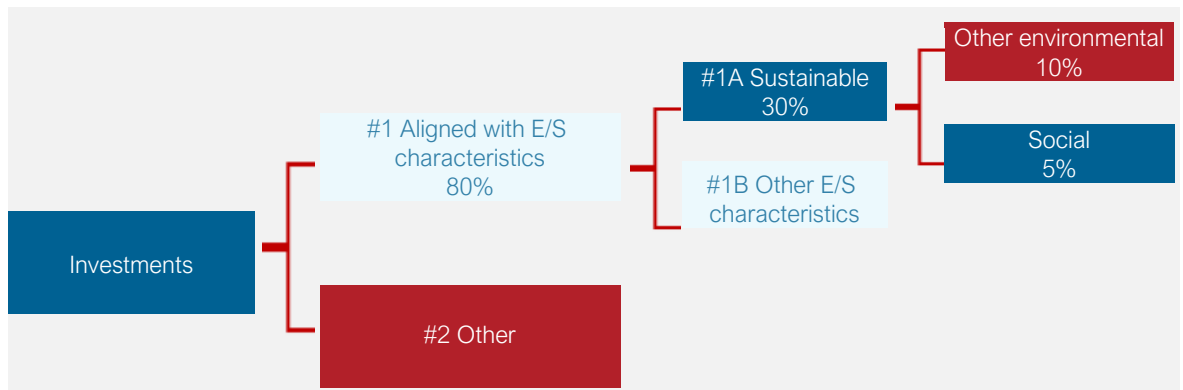 Investments
#1 Aligned with E/S
characteristics
80%
#2 Other
#1A Sustainable
30%
#1B Other E/S
characteristics
Other environmental
10%
Social
5%